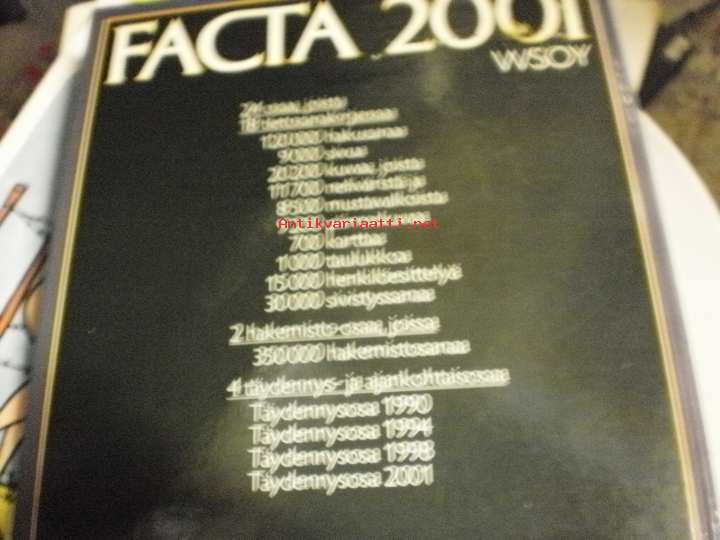 FACTA 2001
WSOY
24 osaa, joista
18 tietosanakirjaosaa
120 000 hakusanaa
9 000 sivua
20 200 kuvaa, joista
11 700 neliväristä ja
8 500 mustavalkoista
Antikvariaatti.net
700 karttaa
1 000 taulukkoa
15 000 henkilöesittelyä
30 000 sivistyssanaa
2 hakemisto-osaa, joissa
350 000 hakemistosanaa
4 täydennys- ja ajankohtaisosaa
Täydennysosa 1990
Täydennysosa 1994
Täydennysosa 1998
Täydennysosa 2001